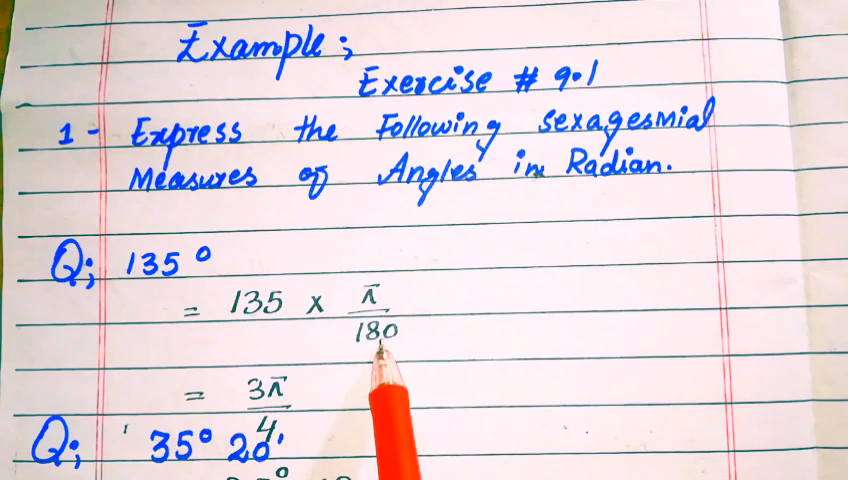 Example;
Exercise # 9.1
1- Express the Following sexagesmial
Measures of Angles in Radian.
Q; 135°
= 135 × π/180
= 3π/4
Q; 35° 20'